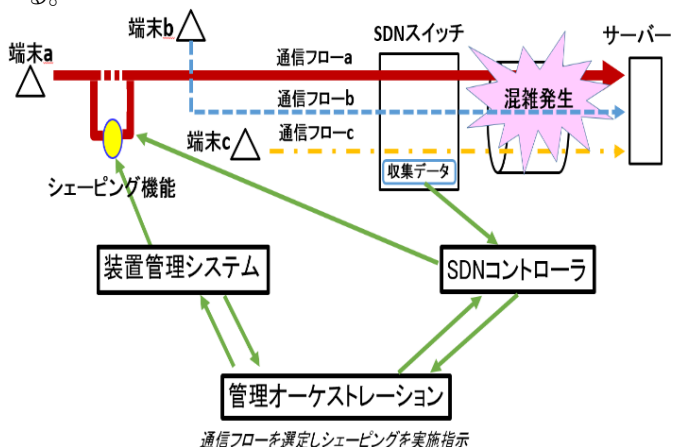 る。
端末b
SDNスイッチ
サーバー
端末a
通信フローa
混雑発生
通信フローb
端末c
通信フローc
収集データ
シェーピング機能
装置管理システム
SDNコントローラ
管理オーケストレーション
通信フローを選定しシェーピングを実施指示